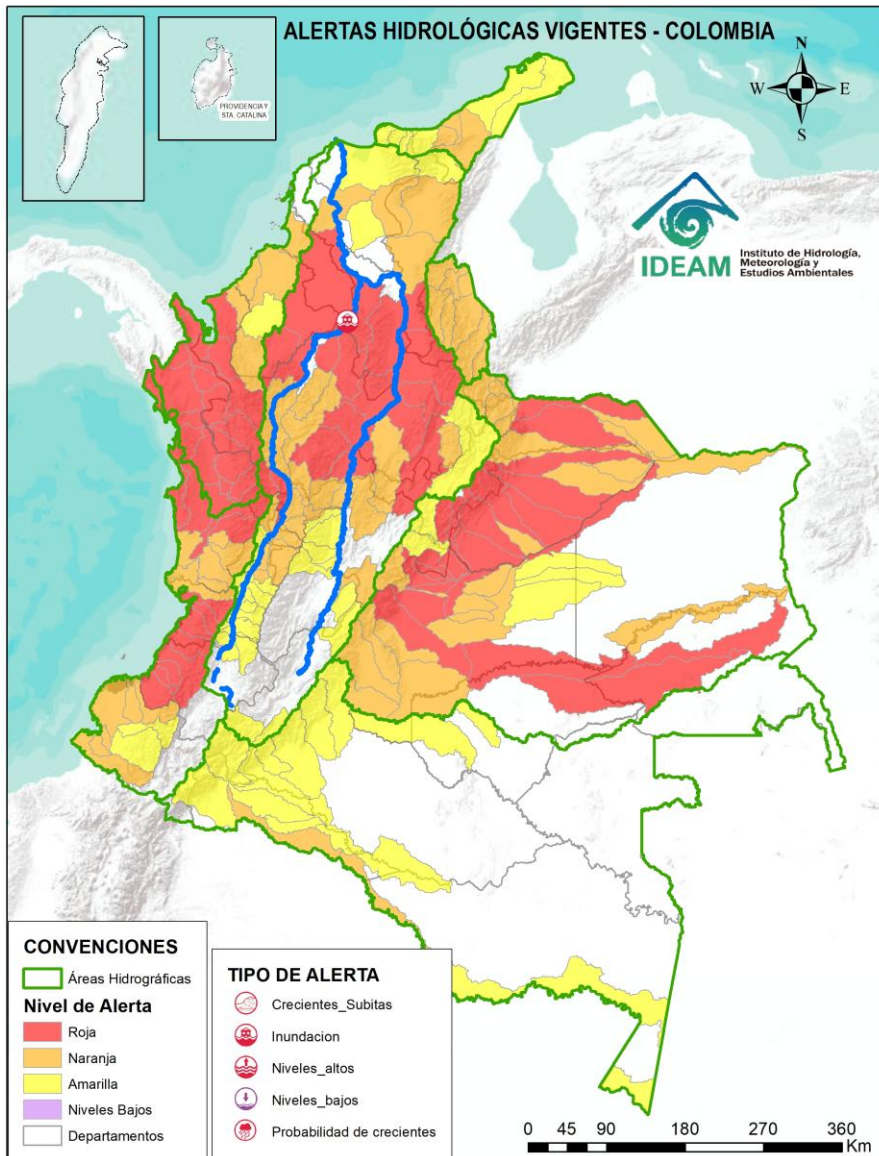 ALERTAS HIDROLÓGICAS VIGENTES - COLOMBIA
PROVIDENCIA Y
STA. CATALINA
N
W
E
S
IDEAM
Instituto de Hidrología,
Meteorología y
Estudios Ambientales
CONVENCIONES
Áreas Hidrográficas
Nivel de Alerta
Roja
Naranja
Amarilla
Niveles Bajos
Departamentos
TIPO DE ALERTA
Crecientes_Subitas
Inundacion
Niveles_altos
Niveles_bajos
Probabilidad de crecientes
0 45 90 180 270 360
Km